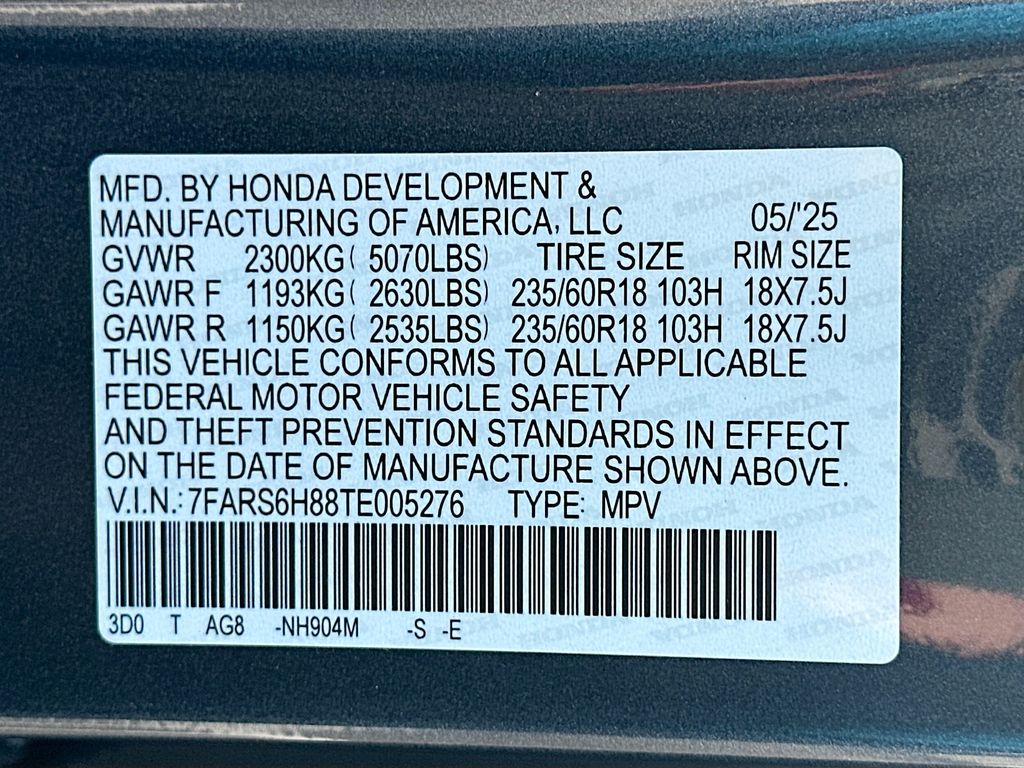 MFD. BY HONDA DEVELOPMENT &
MANUFACTURING OF AMERICA, LLC 05/'25
GVWR 2300KG( 5070LBS) TIRE SIZE RIM SIZE
GAWR F 1193KG( 2630LBS) 235/60R18 103H 18X7.5J
GAWR R 1150KG( 2535LBS) 235/60R18 103H 18X7.5J
THIS VEHICLE CONFORMS TO ALL APPLICABLE
FEDERAL MOTOR VEHICLE SAFETY
AND THEFT PREVENTION STANDARDS IN EFFECT
ON THE DATE OF MANUFACTURE SHOWN ABOVE.
V.I.N.: 7FARS6H88TE005276 TYPE: MPV
3D0 T AG8 -NH904M -S -E